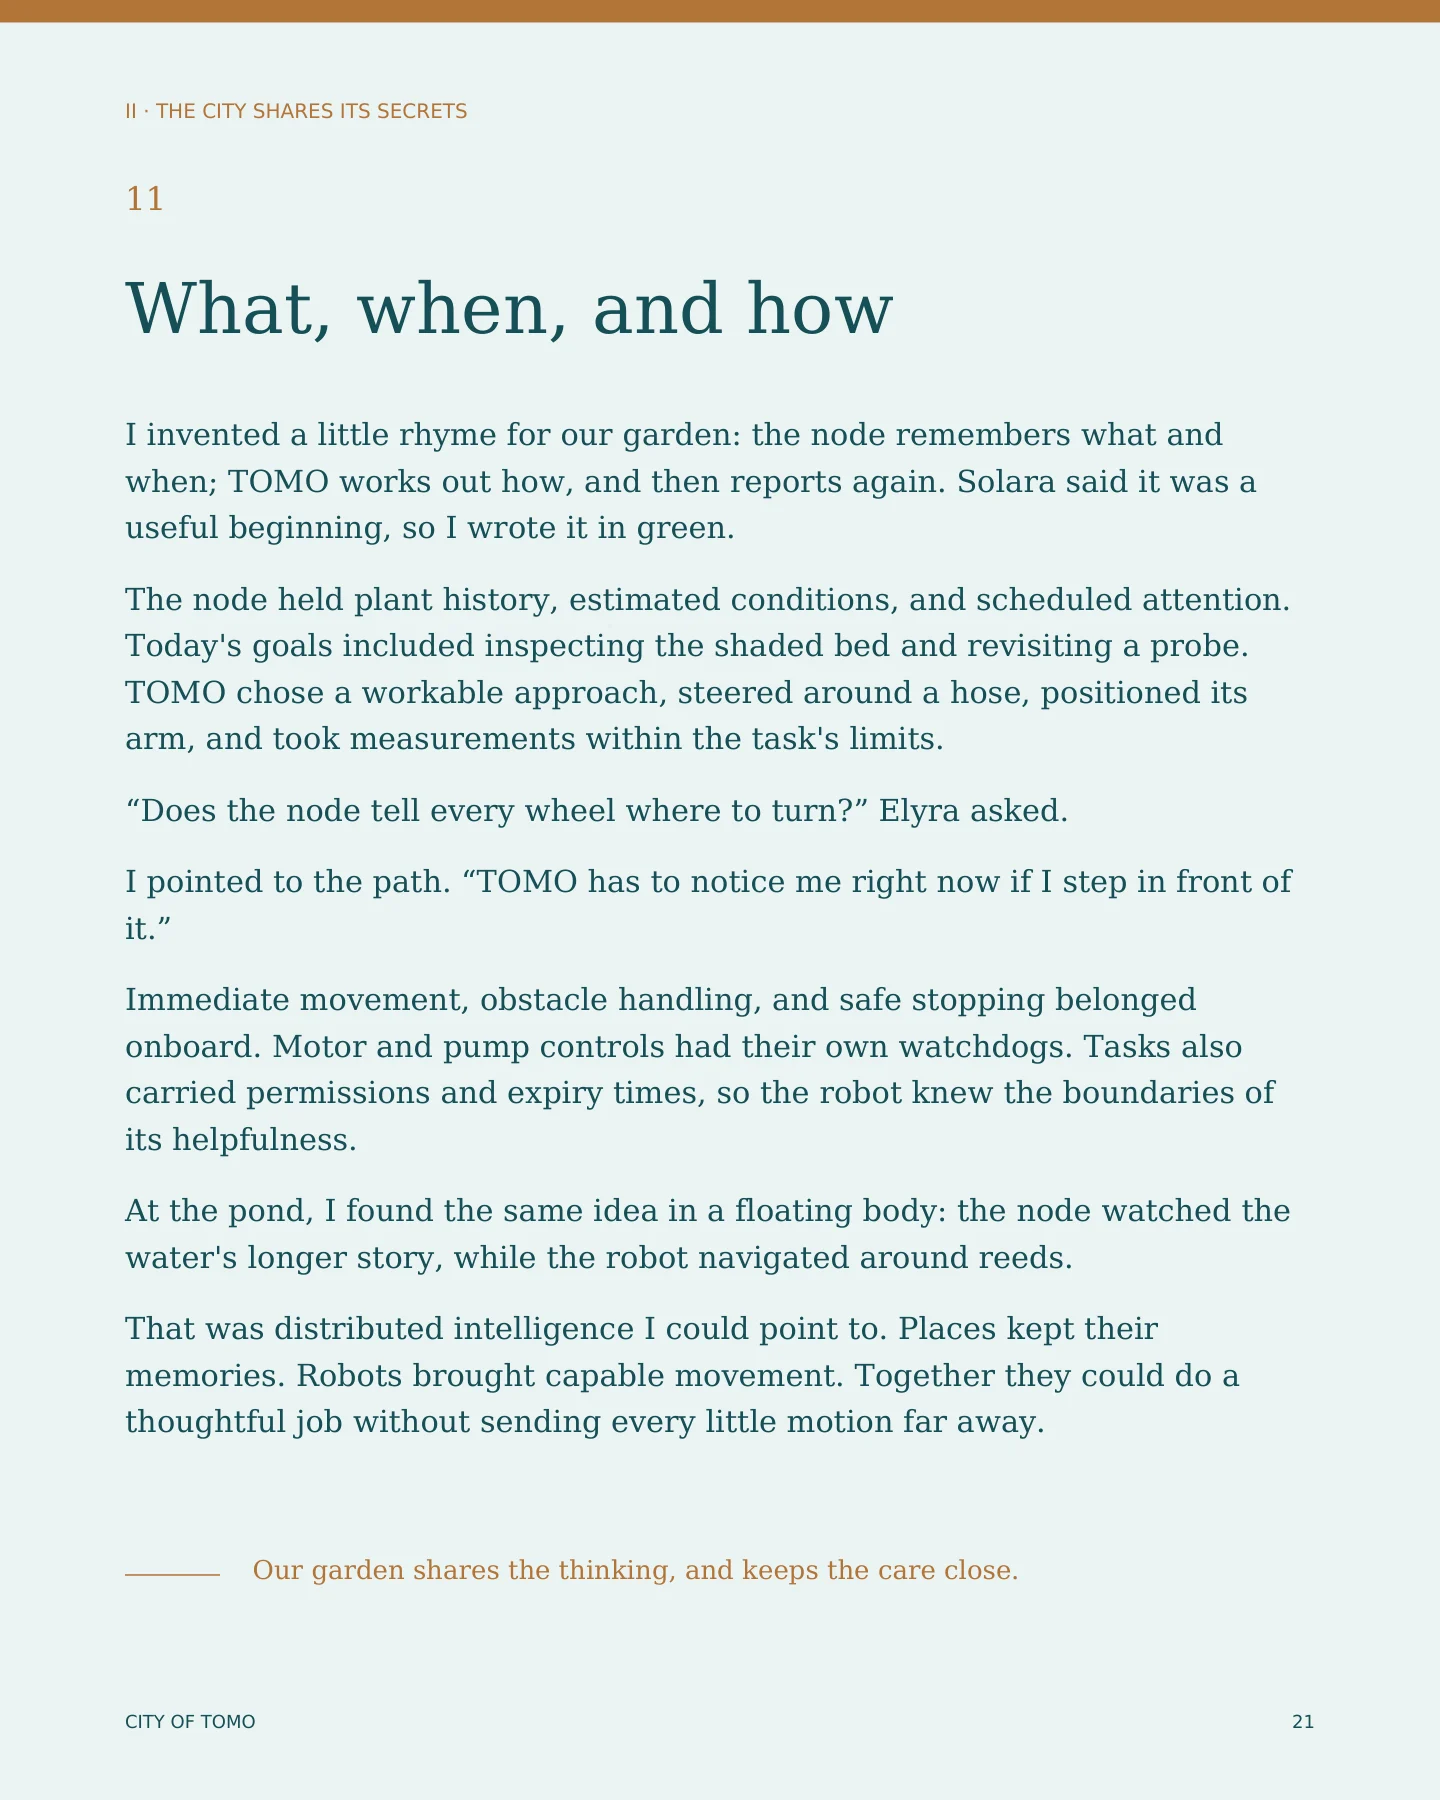 II · THE CITY SHARES ITS SECRETS
11
What, when, and how
I invented a little rhyme for our garden: the node remembers what and
when; TOMO works out how, and then reports again. Solara said it was a
useful beginning, so I wrote it in green.
The node held plant history, estimated conditions, and scheduled attention.
Today's goals included inspecting the shaded bed and revisiting a probe.
TOMO chose a workable approach, steered around a hose, positioned its
arm, and took measurements within the task's limits.
“Does the node tell every wheel where to turn?” Elyra asked.
I pointed to the path. “TOMO has to notice me right now if I step in front of
it.”
Immediate movement, obstacle handling, and safe stopping belonged
onboard. Motor and pump controls had their own watchdogs. Tasks also
carried permissions and expiry times, so the robot knew the boundaries of
its helpfulness.
At the pond, I found the same idea in a floating body: the node watched the
water's longer story, while the robot navigated around reeds.
That was distributed intelligence I could point to. Places kept their
memories. Robots brought capable movement. Together they could do a
thoughtful job without sending every little motion far away.
Our garden shares the thinking, and keeps the care close.
CITY OF TOMO
21